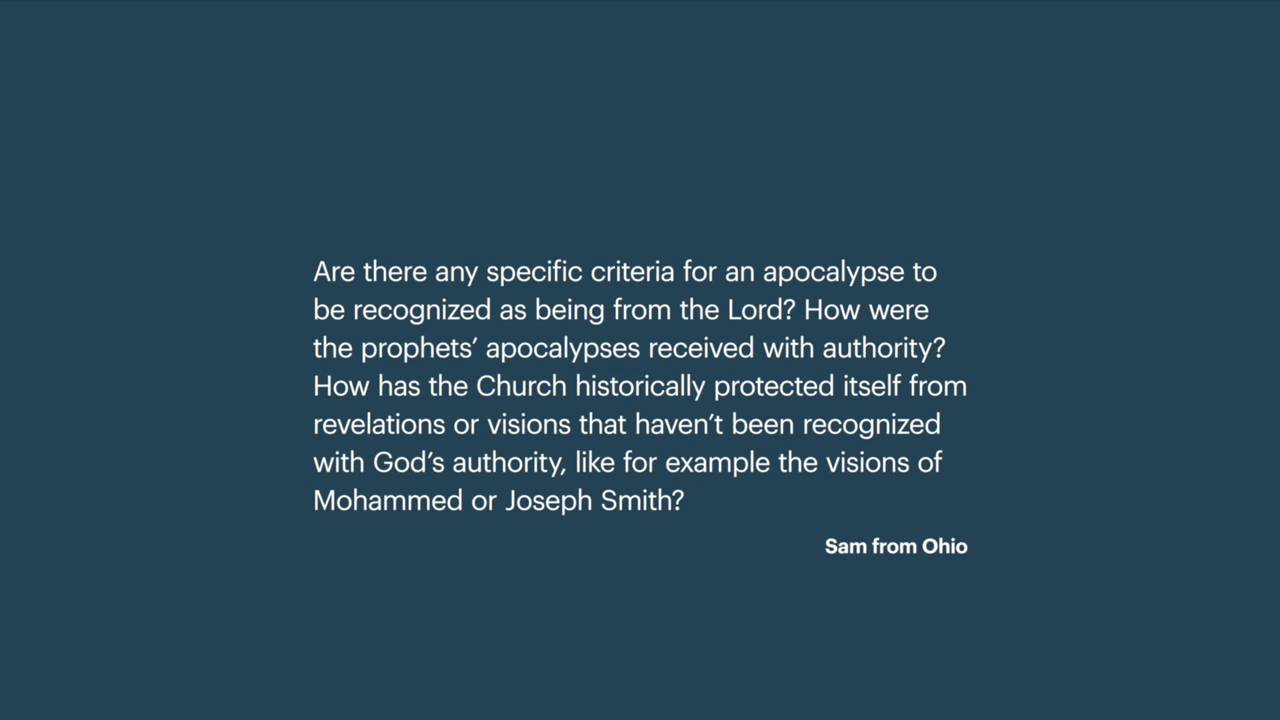 Are there any specific criteria for an apocalypse to
be recognized as being from the Lord? How were
the prophets’ apocalypses received with authority?
How has the Church historically protected itself from
revelations or visions that haven’t been recognized
with God’s authority, like for example the visions of
Mohammed or Joseph Smith?
Sam from Ohio